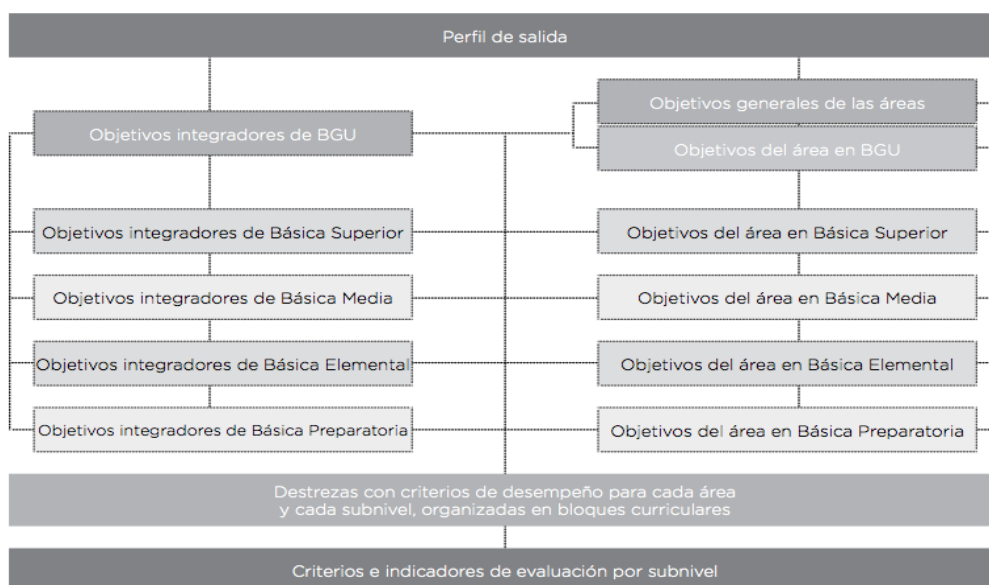 Perfil de salida
Objetivos generales de las áreas
Objetivos integradores de BGU
Objetivos del área en BGU
Objetivos integradores de Básica Superior
Objetivos del área en Básica Superior
Objetivos integradores de Básica Media
Objetivos del área en Básica Media
Objetivos integradores de Básica Elemental
Objetivos del área en Básica Elemental
Objetivos integradores de Básica Preparatoria
Objetivos del área en Básica Preparatoria
Destrezas con criterios de desempeño para cada área
y cada subnivel, organizadas en bloques curriculares
Criterios e indicadores de evaluación por subnivel